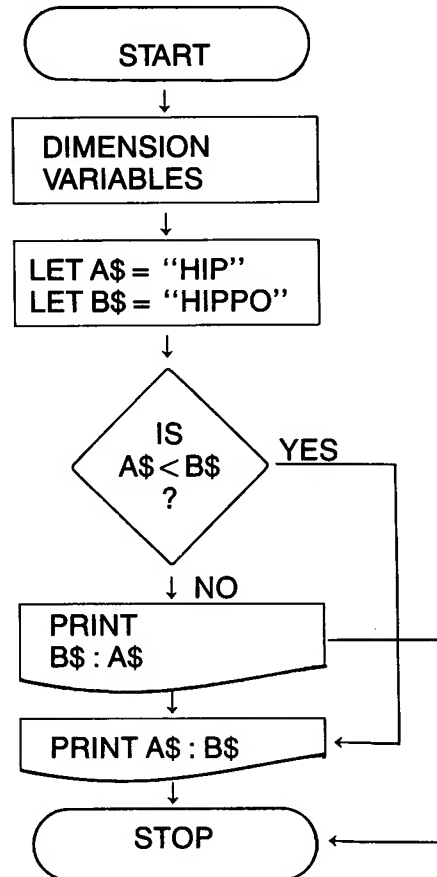 START
DIMENSION
VARIABLES
LET A$ = “HIP”
LET B$ = “HIPPO”
IS
A$ < B$
?
YES
NO
PRINT
B$ : A$
PRINT A$ : B$
STOP